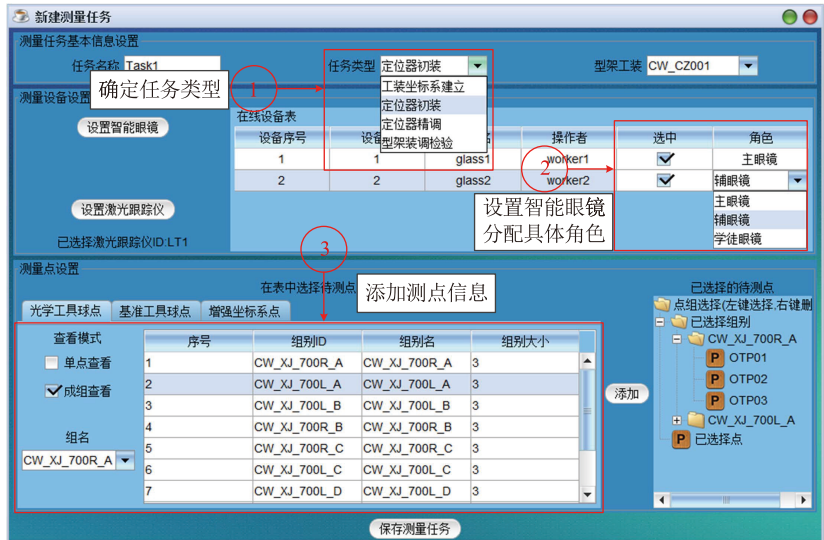 新建测量任务
测量任务基本信息设置
任务名称 Task1 任务类型 定位器初装 型架工装 CW_CZ001
确定任务类型 1
工装坐标系建立
定位器初装
定位器精调
型架装调检验
测量设备设置
设置智能眼镜
设置激光跟踪仪
已选择激光跟踪仪ID:LT1
在线设备表
设备序号 设备 名 操作者 选中 角色
1 1 glass1 worker1 主眼镜
2 2 glass2 worker2 辅眼镜
主眼镜
辅眼镜
学徒眼镜
2
设置智能眼镜
分配具体角色
3
添加测点信息
测量点设置
在表中选择待测点
光学工具球点 基准工具球点 增强坐标系点
查看模式
单点查看
成组查看
组名
CW_XJ_700R_A
序号 组别ID 组别名 组别大小
1 CW_XJ_700R_A CW_XJ_700R_A 3
2 CW_XJ_700L_A CW_XJ_700L_A 3
3 CW_XJ_700L_B CW_XJ_700L_B 3
4 CW_XJ_700R_B CW_XJ_700R_B 3
5 CW_XJ_700R_C CW_XJ_700R_C 3
6 CW_XJ_700L_C CW_XJ_700L_C 3
7 CW_XJ_700L_D CW_XJ_700L_D 3
添加
已选择的待测点
点组选择(左键选择,右键删
已选择组别
CW_XJ_700R_A
P OTP01
P OTP02
P OTP03
CW_XJ_700L_A
P 已选择点
保存测量任务